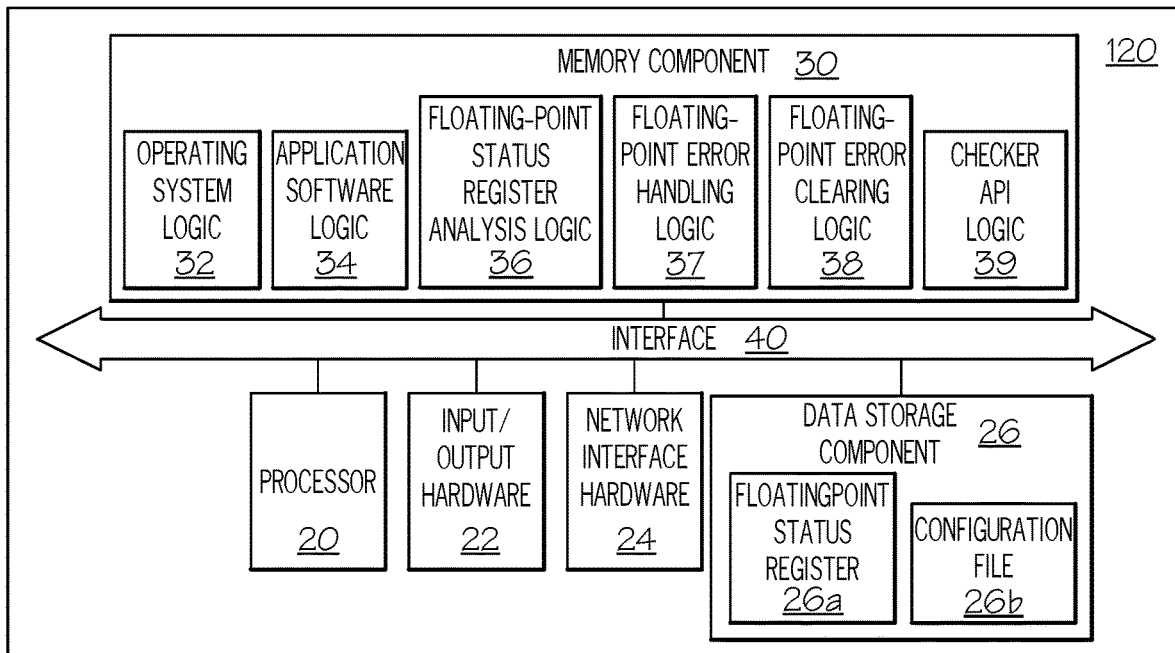 MEMORY COMPONENT 30
120
OPERATING
SYSTEM
LOGIC
32
APPLICATION
SOFTWARE
LOGIC
34
FLOATING-POINT
STATUS
REGISTER
ANALYSIS LOGIC
36
FLOATING-
POINT ERROR
HANDLING
LOGIC
37
FLOATING-
POINT ERROR
CLEARING
LOGIC
38
CHECKER
API
LOGIC
39
INTERFACE 40
PROCESSOR
20
INPUT/
OUTPUT
HARDWARE
22
NETWORK
INTERFACE
HARDWARE
24
DATA STORAGE
COMPONENT
26
FLOATINGPOINT
STATUS
REGISTER
26a
CONFIGURATION
FILE
26b